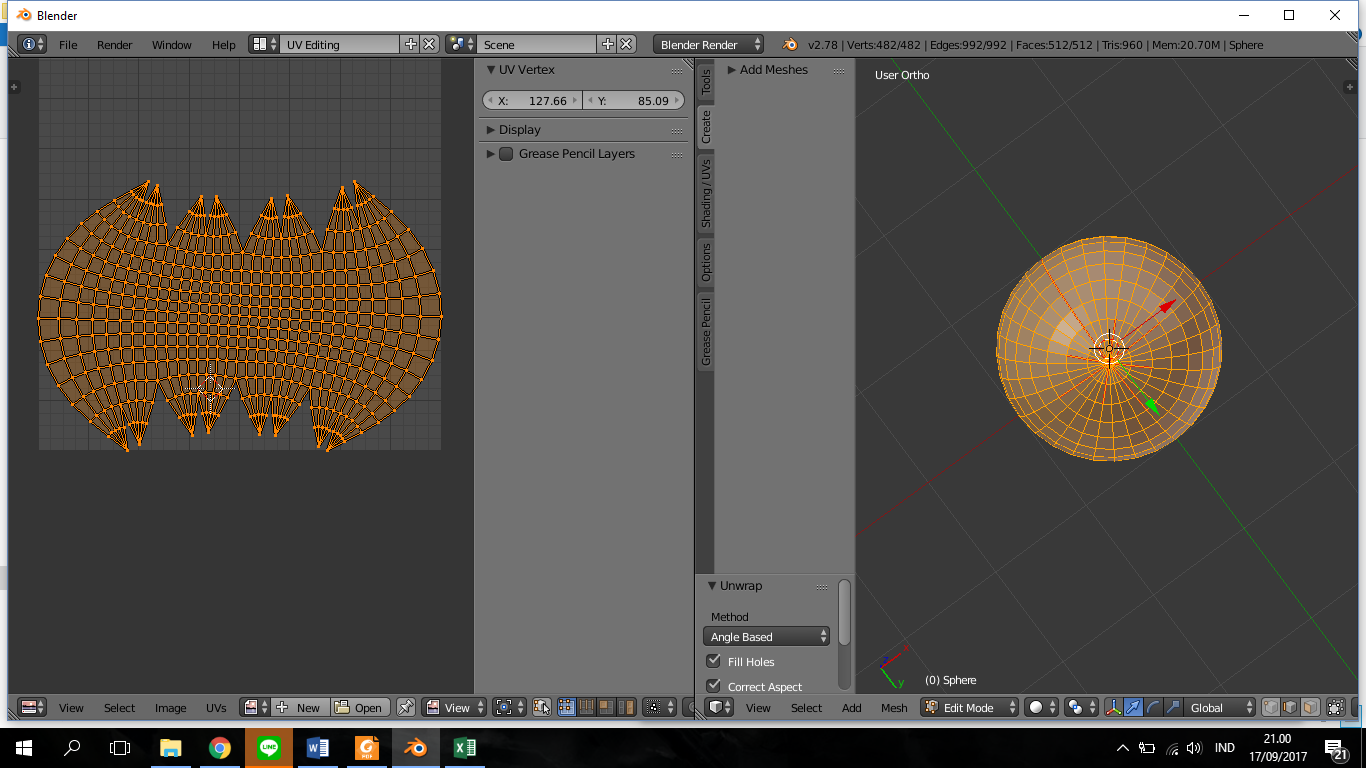 Blender
File Render Window Help UV Editing Scene Blender Render v2.78 | Verts:482/482 | Edges:992/992 | Faces:512/512 | Tris:960 | Mem:20.70M | Sphere
UV Vertex
X: 127.66 Y: 85.09
Display
Grease Pencil Layers
Tools
Create
Shading / UVs
Options
Grease Pencil
Add Meshes
Unwrap
Method
Angle Based
Fill Holes
Correct Aspect
User Ortho
(0) Sphere
View Select Image UVs New Open View
View Select Add Mesh Edit Mode Global
IND
21.00
17/09/2017
21